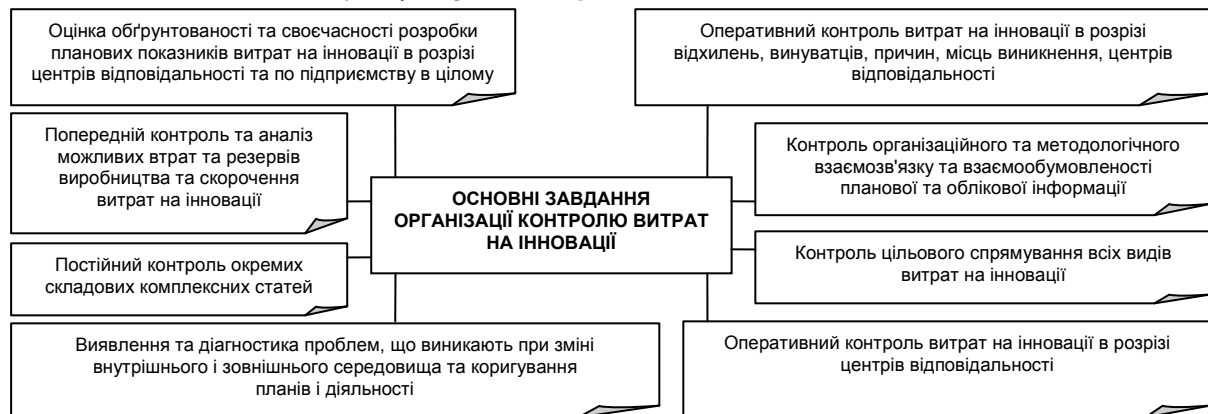 Оцінка обґрунтованості та своєчасності розробки
планових показників витрат на інновації в розрізі
центрів відповідальності та по підприємству в цілому
Оперативний контроль витрат на інновації в розрізі
відхилень, винуватців, причин, місць виникнення, центрів
відповідальності
Попередній контроль та аналіз
можливих втрат та резервів
виробництва та скорочення
витрат на інновації
Контроль організаційного та методологічного
взаємозв'язку та взаємообумовленості
планової та облікової інформації
ОСНОВНІ ЗАВДАННЯ
ОРГАНІЗАЦІЇ КОНТРОЛЮ ВИТРАТ
НА ІННОВАЦІЇ
Постійний контроль окремих
складових комплексних статей
Контроль цільового спрямування всіх видів
витрат на інновації
Виявлення та діагностика проблем, що виникають при зміні
внутрішнього і зовнішнього середовища та коригування
планів і діяльності
Оперативний контроль витрат на інновації в розрізі
центрів відповідальності